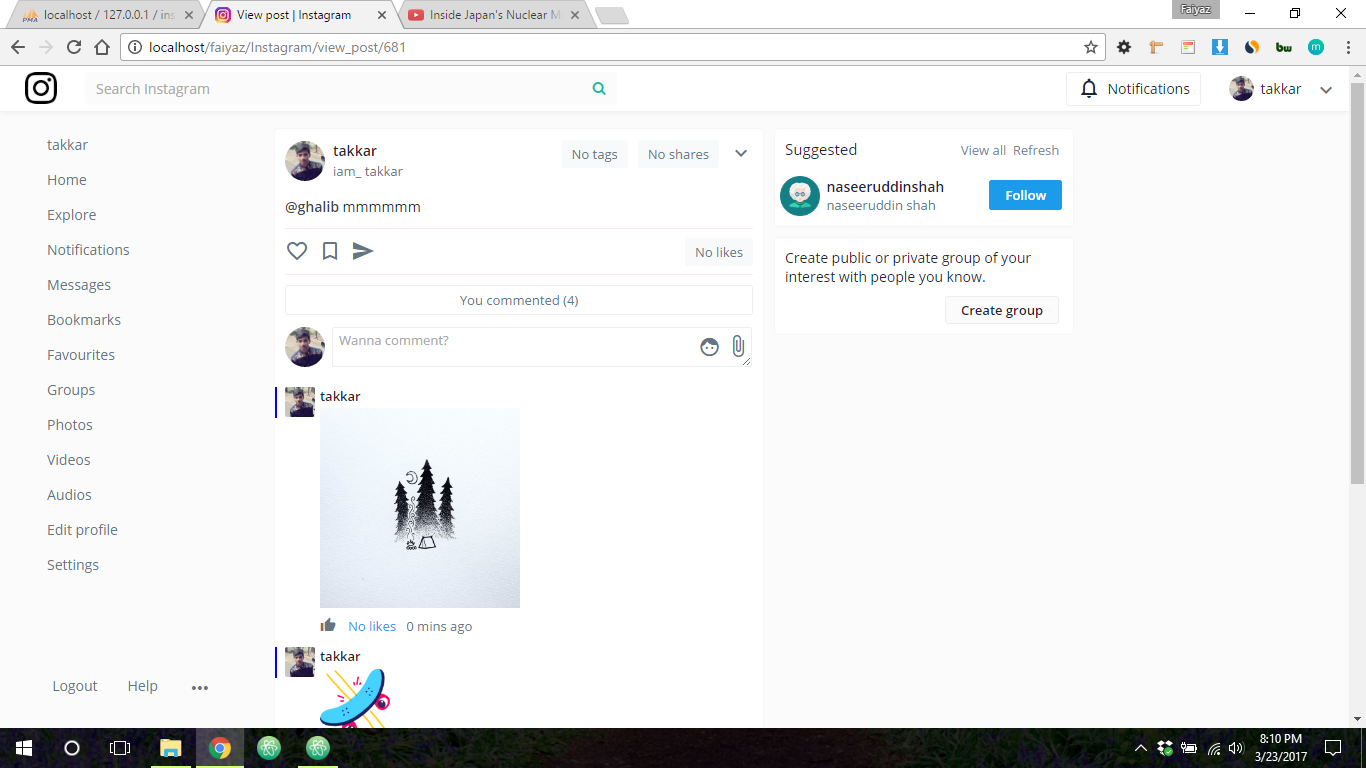 Faiyaz
PMA localhost / 127.0.0.1 / ins
View post | Instagram
Inside Japan's Nuclear M
localhost/faiyaz/Instagram/view_post/681
bw
m
Search Instagram
Notifications
takkar
takkar
Home
Explore
Notifications
Messages
Bookmarks
Favourites
Groups
Photos
Videos
Audios
Edit profile
Settings
Logout Help
takkar
iam_ takkar
No tags
No shares
@ghalib mmmmmm
No likes
You commented (4)
Wanna comment?
takkar
No likes 0 mins ago
takkar
Suggested
View all Refresh
naseeruddinshah
naseeruddin shah
Follow
Create public or private group of your
interest with people you know.
Create group
8:10 PM
3/23/2017